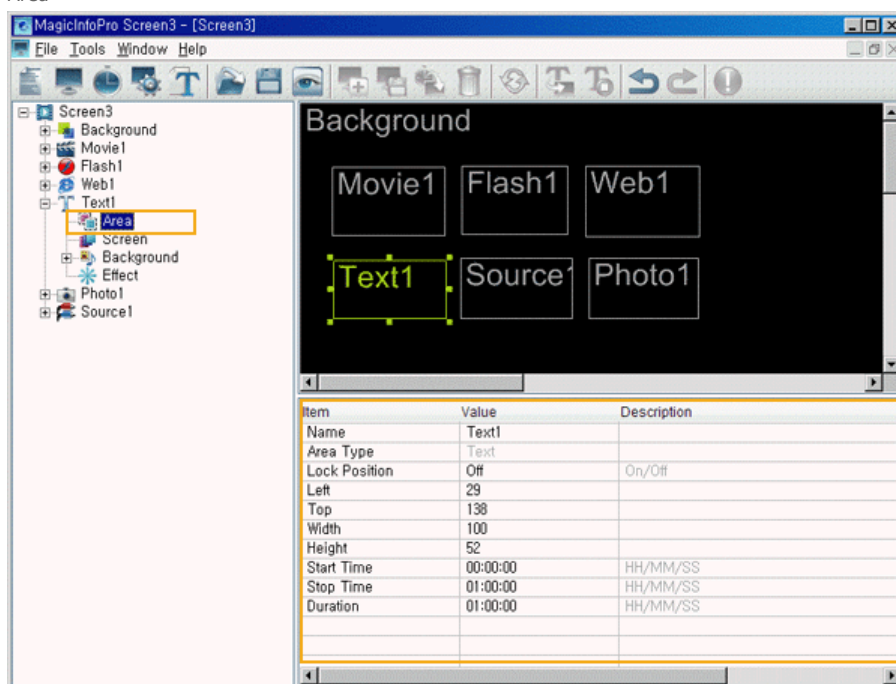 Area
MagicInfoPro Screen3 - [Screen3]
File Tools Window Help
Screen3
Background
Movie1
Flash1
Web1
Text1
Area
Screen
Background
Effect
Photo1
Source1
Background
Movie1 Flash1 Web1
Text1 Source1 Photo1
Item Value Description
Name Text1
Area Type Text
Lock Position Off On/Off
Left 29
Top 138
Width 100
Height 52
Start Time 00:00:00 HH/MM/SS
Stop Time 01:00:00 HH/MM/SS
Duration 01:00:00 HH/MM/SS